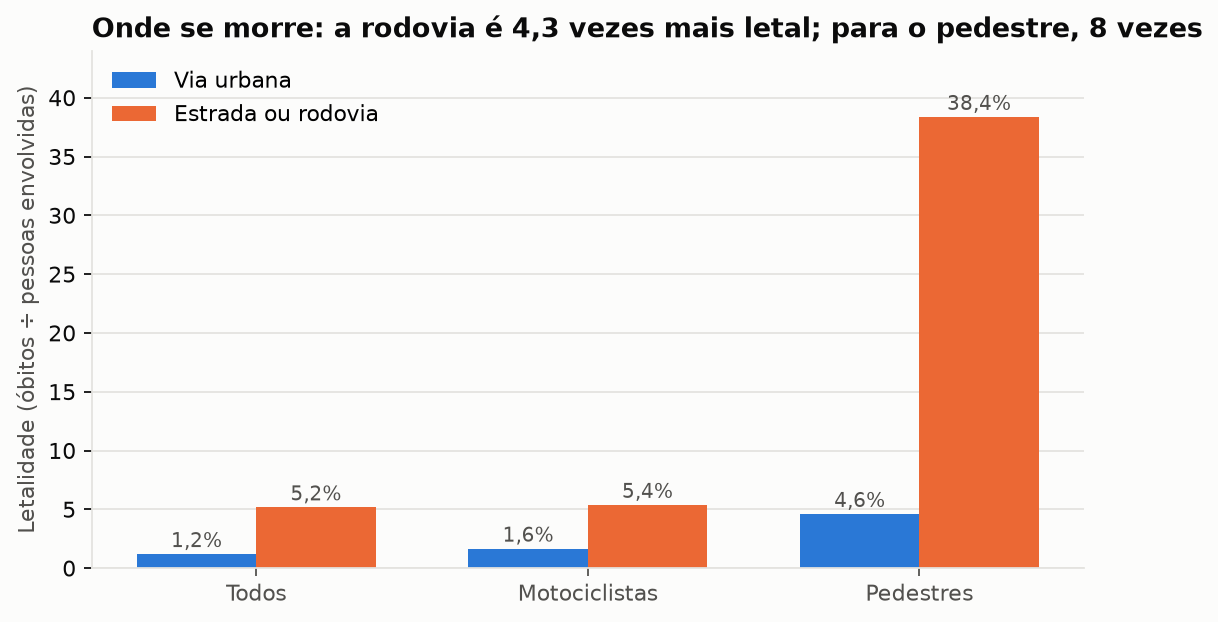 Onde se morre: a rodovia é 4,3 vezes mais letal; para o pedestre, 8 vezes
Via urbana
Estrada ou rodovia
Letalidade (óbitos ÷ pessoas envolvidas)
40
35
30
25
20
15
10
5
0
1,2%
5,2%
1,6%
5,4%
4,6%
38,4%
Todos
Motociclistas
Pedestres